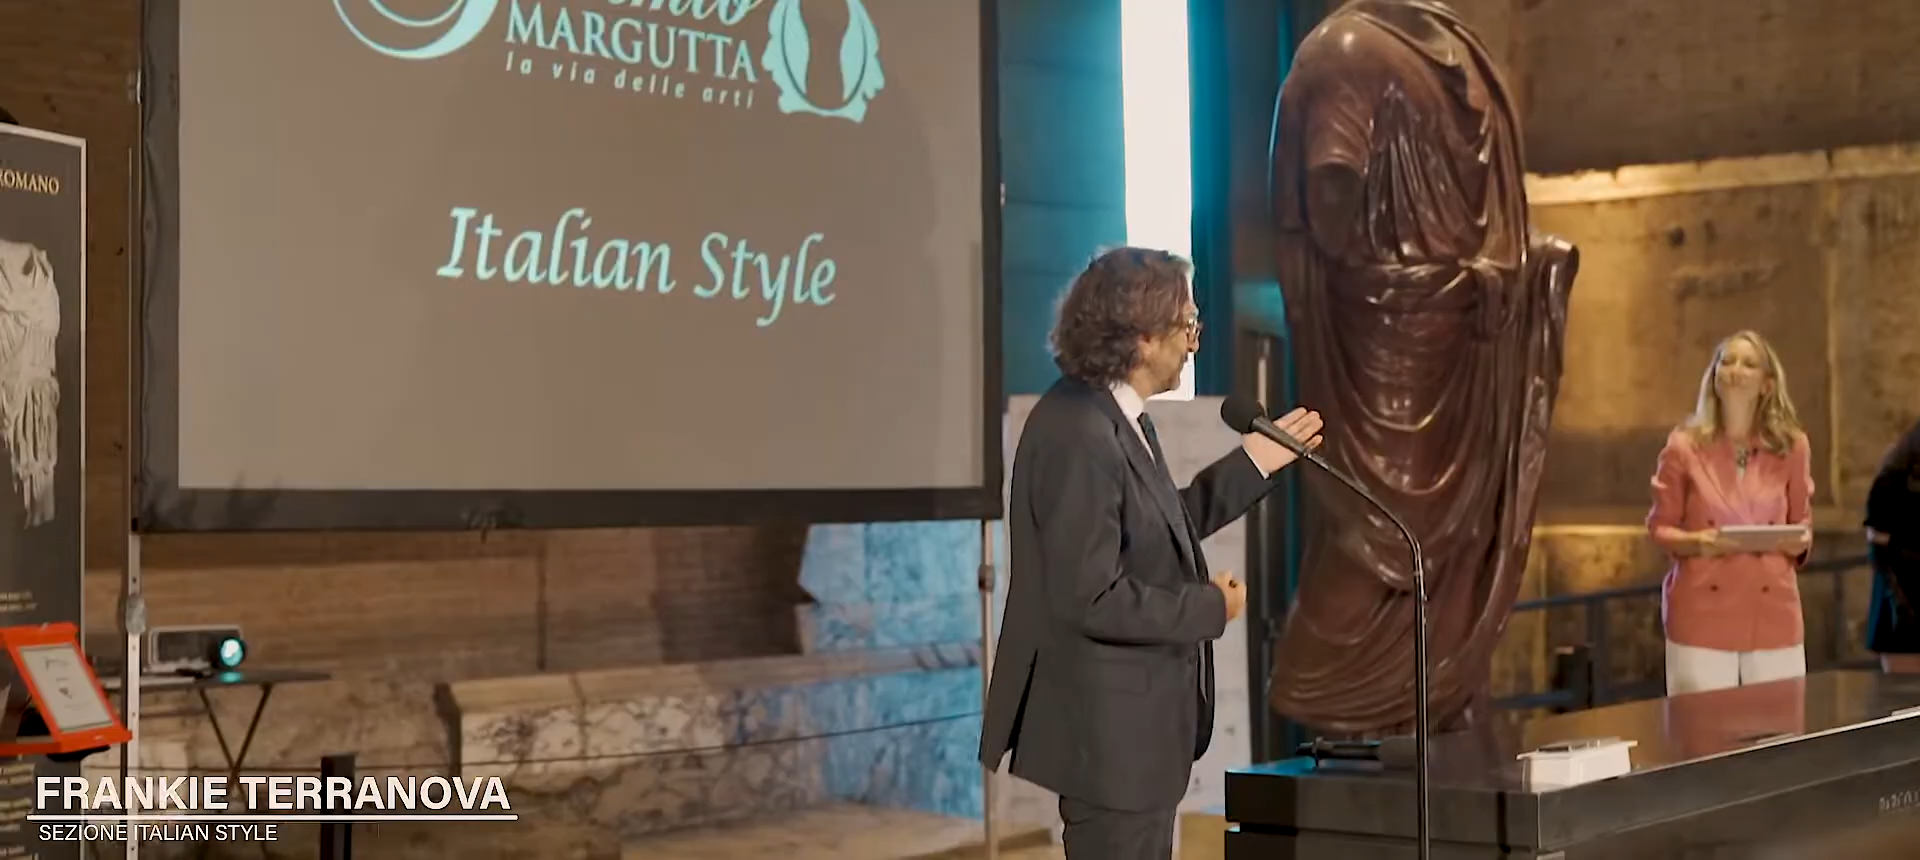 MARGUTTA
la via delle arti
Italian Style
ROMANO
FRANKIE TERRANOVA
SEZIONE ITALIAN STYLE